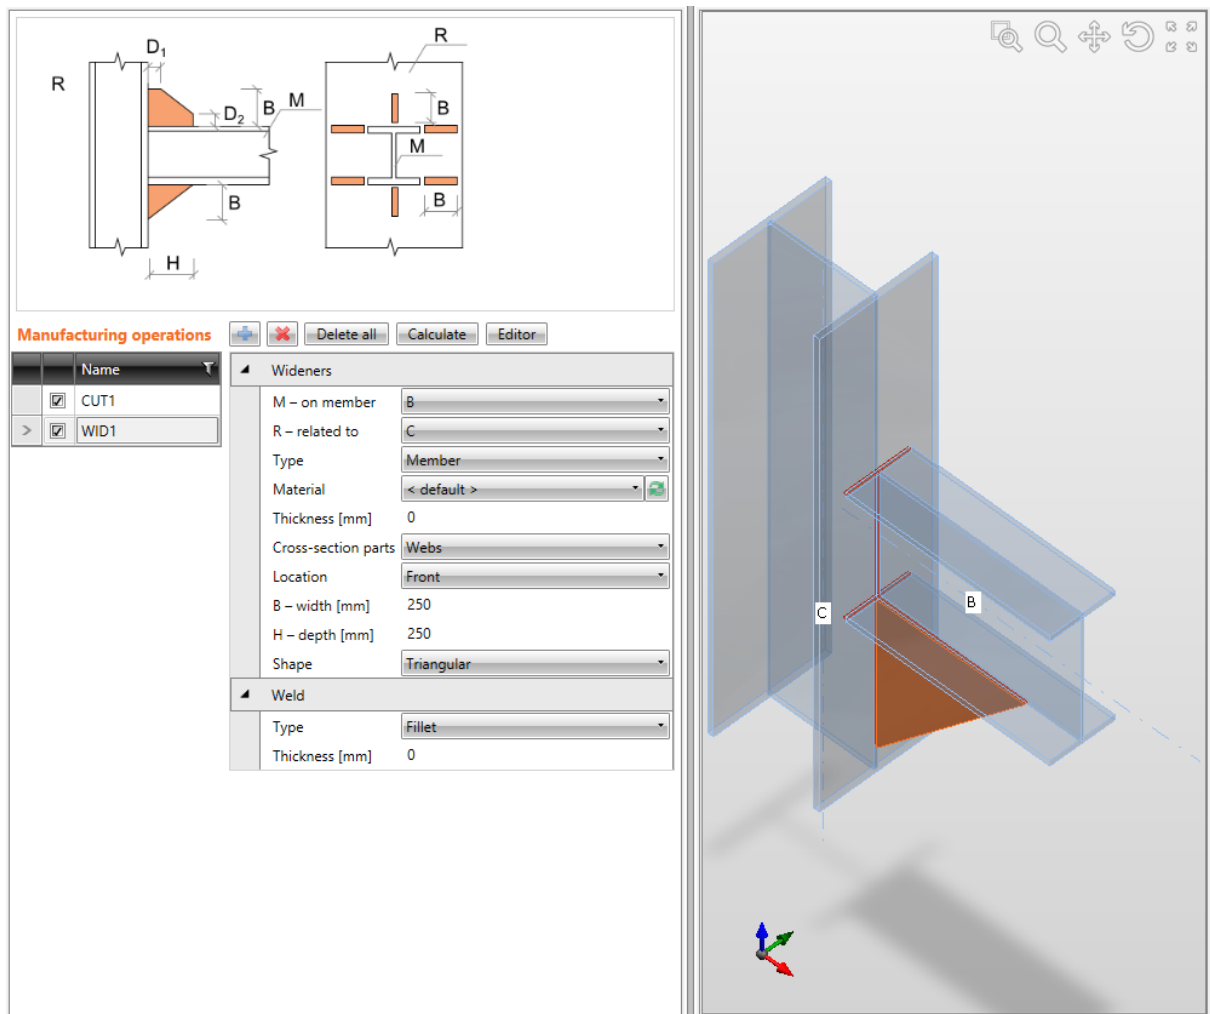 R
D1
B
M
D2
B
H
R
B
M
B
Manufacturing operations
Delete all
Calculate
Editor
Name
CUT1
WID1
Wideners
M – on member B
R – related to C
Type Member
Material < default >
Thickness [mm] 0
Cross-section parts Webs
Location Front
B – width [mm] 250
H – depth [mm] 250
Shape Triangular
Weld
Type Fillet
Thickness [mm] 0
B
C